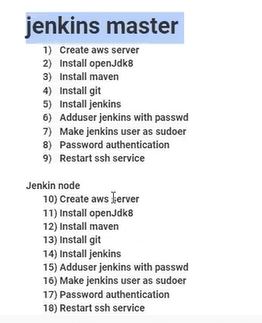 jenkins master
1) Create aws server
2) Install openJdk8
3) Install maven
4) Install git
5) Install jenkins
6) Adduser jenkins with passwd
7) Make jenkins user as sudoer
8) Password authentication
9) Restart ssh service
Jenkin node
10) Create aws server
11) Install openJdk8
12) Install maven
13) Install git
14) Install jenkins
15) Adduser jenkins with passwd
16) Make jenkins user as sudoer
17) Password authentication
18) Restart ssh service